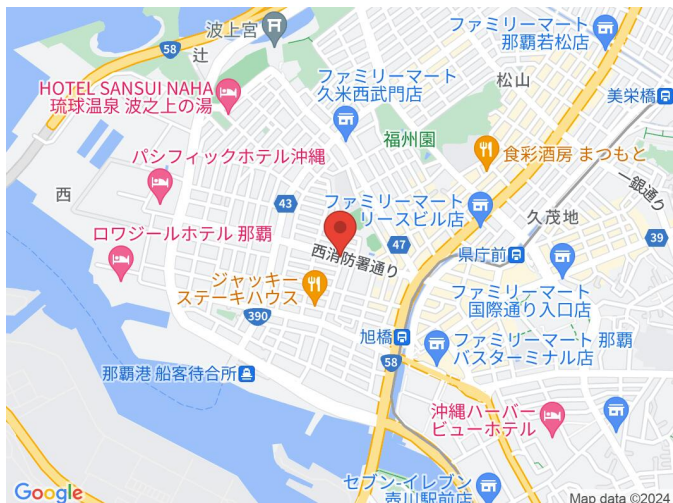 ファミリーマート
那覇若松店
58
波上宮
辻
松山
HOTEL SANSUI NAHA
琉球温泉 波之上の湯
ファミリーマート
久米西武門店
美栄橋
福州園
パシフィックホテル沖縄
食彩酒房 まつもと
一銀通り
西
43
ファミリーマート
リースビル店
久茂地
ロワジールホテル 那覇
47
39
西消防署通り
県庁前
ジャッキー
ステーキハウス
ファミリーマート
国際通り入口店
390
旭橋
ファミリーマート 那覇
バスターミナル店
58
那覇港 船客待合所
沖縄ハーバー
ビューホテル
セブン-イレブン
壺川駅前店
Google
Map data ©2024